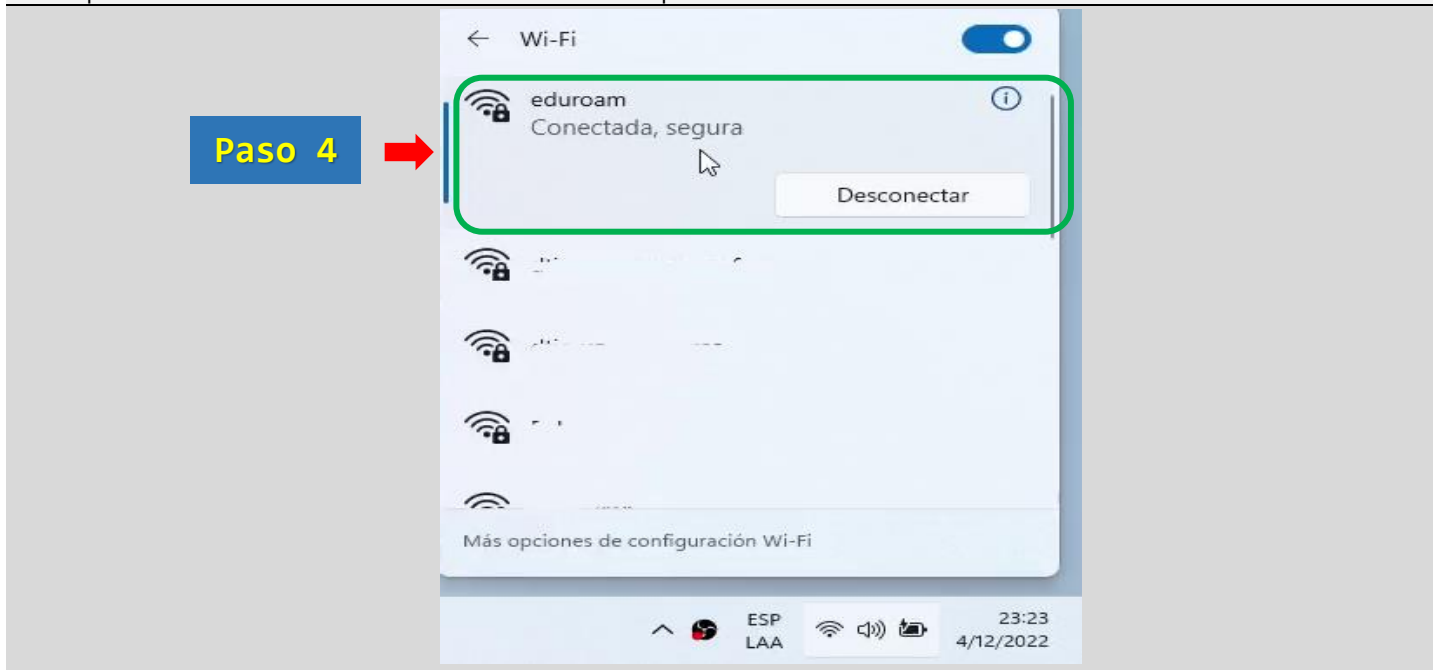 Wi-Fi
eduroam
Conectada, segura
Paso 4
Desconectar
Más opciones de configuración Wi-Fi
ESP
LAA
23:23
4/12/2022